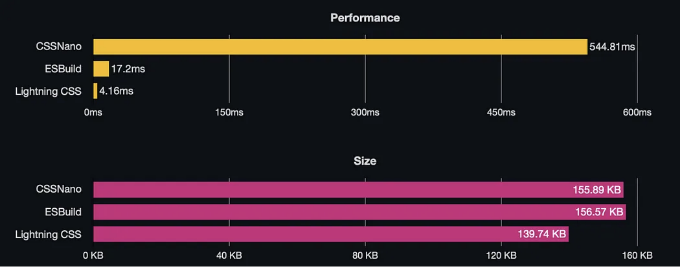 Performance
CSSNano 544.81ms
ESBuild 17.2ms
Lightning CSS 4.16ms
0ms 150ms 300ms 450ms 600ms
Size
CSSNano 155.89 KB
ESBuild 156.57 KB
Lightning CSS 139.74 KB
0 KB 40 KB 80 KB 120 KB 160 KB